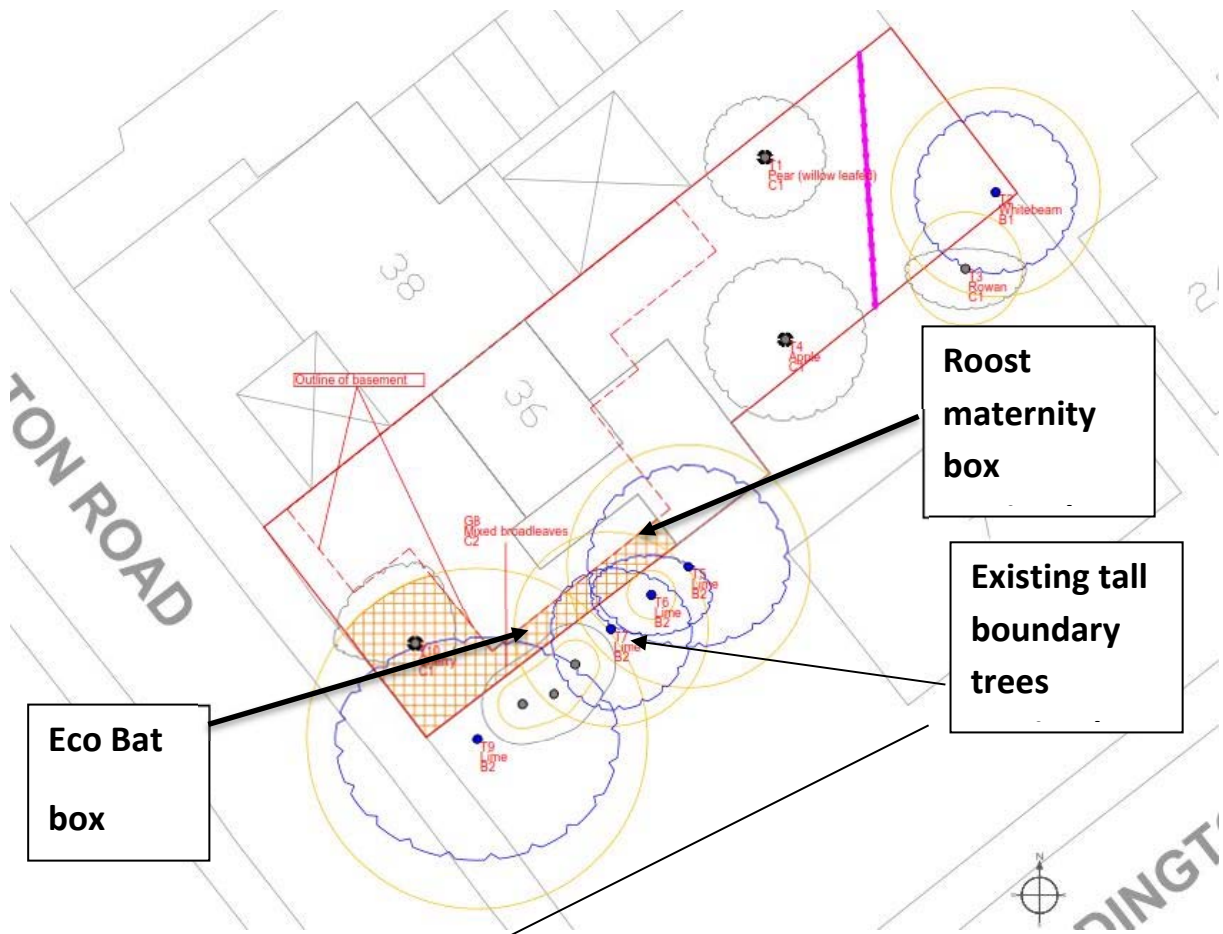 T1
Pear (willow leafed)
C1
T2
Whitebeam
B1
T3
Rowan
C1
38
T4
Apple
C1
24
Roost
maternity
box
Outline of basement
36
TON ROAD
G8
Mixed broadleaves
C2
T5
Lime
B2
T6
Lime
B2
Existing tall
boundary
trees
T7
Lime
B2
T10
C1
Eco Bat
box
T9
Lime
B2
N
DINGT